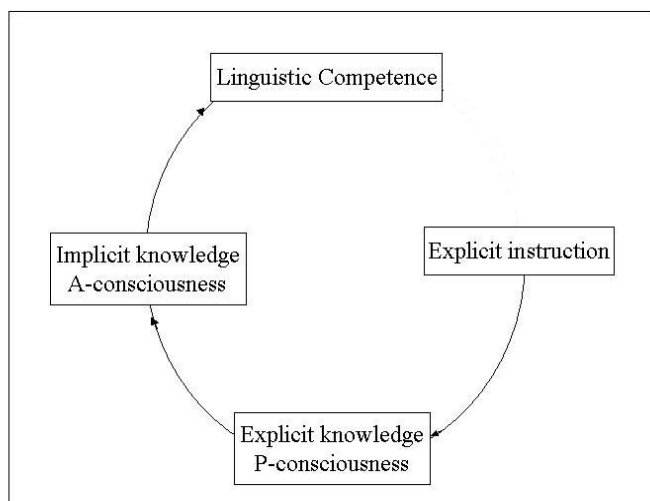 Linguistic Competence
Implicit knowledge
A-consciousness
Explicit instruction
Explicit knowledge
P-consciousness